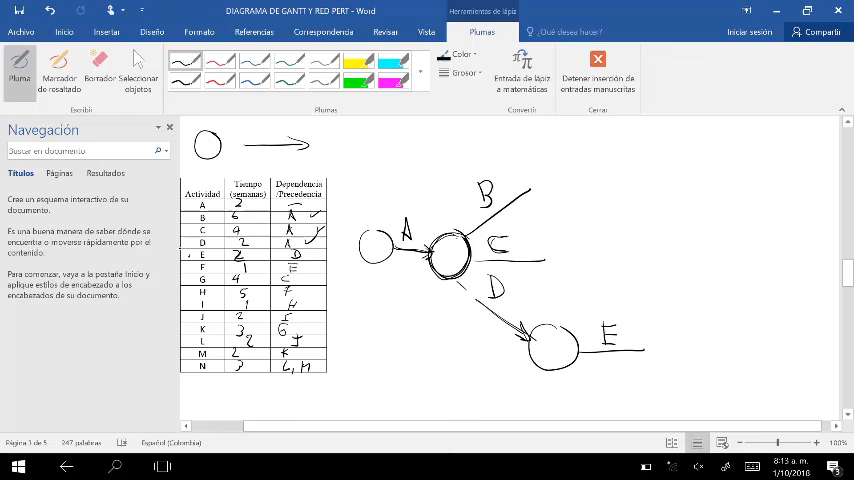 DIAGRAMA DE GANTT Y RED PERT - Word
Herramientas de lápiz
Iniciar sesión
Compartir
Archivo Inicio Insertar Diseño Formato Referencias Correspondencia Revisar Vista Plumas ¿Qué desea hacer?
Pluma
Marcador de resaltado
Borrador
Seleccionar objetos
Escribir
Plumas
Color
Grosor
Entrada de lápiz a matemáticas
Convertir
Detener inserción de entradas manuscritas
Cerrar
Navegación
Buscar en documento
Títulos Páginas Resultados
Cree un esquema interactivo de su
documento.
Es una buena manera de saber dónde se
encuentra o moverse rápidamente por el
contenido.
Para comenzar, vaya a la pestaña Inicio y
aplique estilos de encabezado a los
encabezados de su documento.
Actividad Tiempo (semanas) Dependencia /Precedencia
A 2 –
B 6 A ✓
C 4 A
D 2 A ✓
E 2 D
F 1 E
G 4 C
H 5 F
I 1 H
J 2 I
K 3 G
L 2 J
M 2 K
N 3 L, M
A
B
C
D
E
Página 3 de 5 247 palabras Español (Colombia) 100%
8:13 a. m.
1/10/2018
3